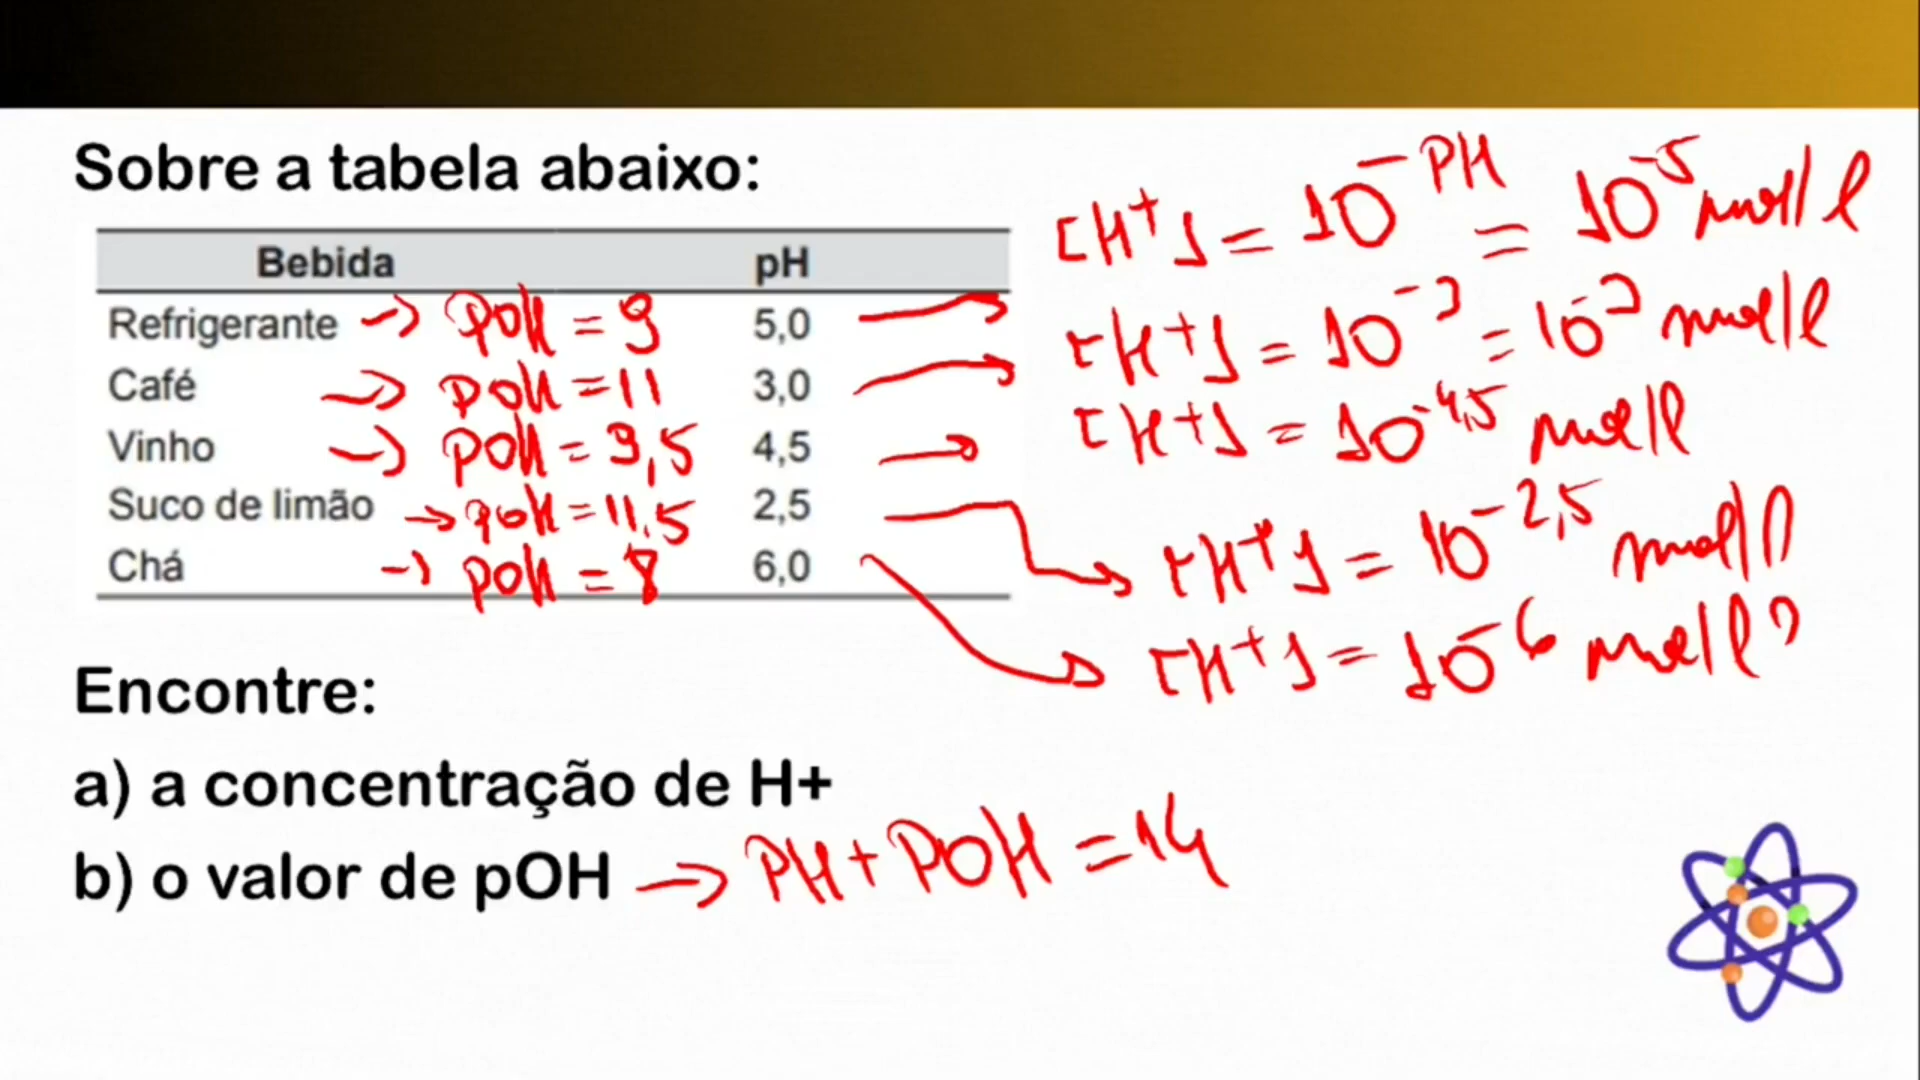 Sobre a tabela abaixo:
Bebida pH
Refrigerante → pOH = 9 5,0 → [H+] = 10^-PH = 10^-5 mol/l
Café → pOH = 11 3,0 → [H+] = 10^-3 = 10^-3 mol/l
Vinho → pOH = 9,5 4,5 → [H+] = 10^-4,5 mol/l
Suco de limão → pOH = 11,5 2,5 → [H+] = 10^-2,5 mol/l
Chá → pOH = 8 6,0 → [H+] = 10^-6 mol/l
Encontre:
a) a concentração de H+
b) o valor de pOH → PH + POH = 14